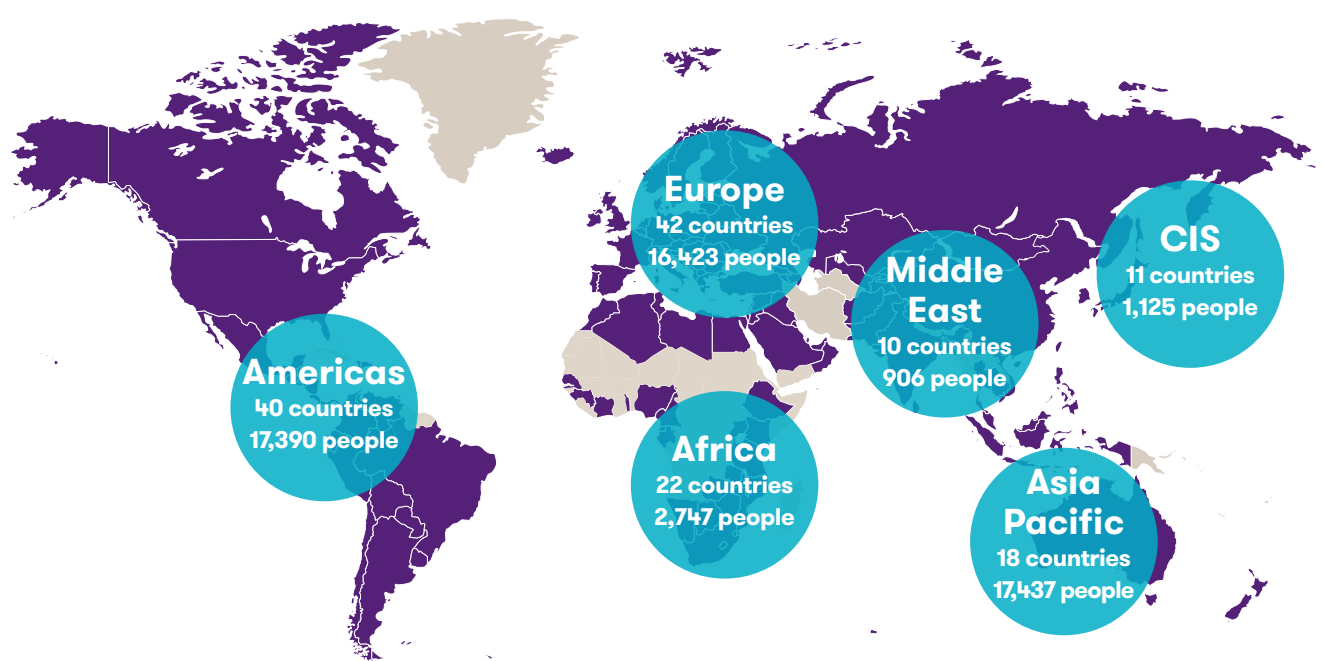 Europe
42 countries
16,423 people
CIS
11 countries
1,125 people
Middle
East
10 countries
906 people
Americas
40 countries
17,390 people
Africa
22 countries
2,747 people
Asia
Pacific
18 countries
17,437 people